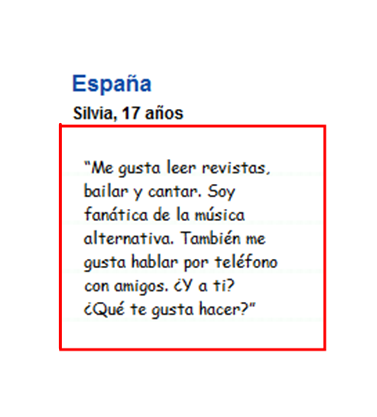 España
Silvia, 17 años
“Me gusta leer revistas,
bailar y cantar. Soy
fanática de la música
alternativa. También me
gusta hablar por teléfono
con amigos. ¿Y a ti?
¿Qué te gusta hacer?”